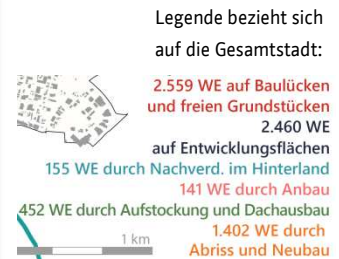 Legende bezieht sich
auf die Gesamtstadt:
2.559 WE auf Baulücken
und freien Grundstücken
2.460 WE
auf Entwicklungsflächen
155 WE durch Nachverd. im Hinterland
141 WE durch Anbau
452 WE durch Aufstockung und Dachausbau
1.402 WE durch
Abriss und Neubau
1 km